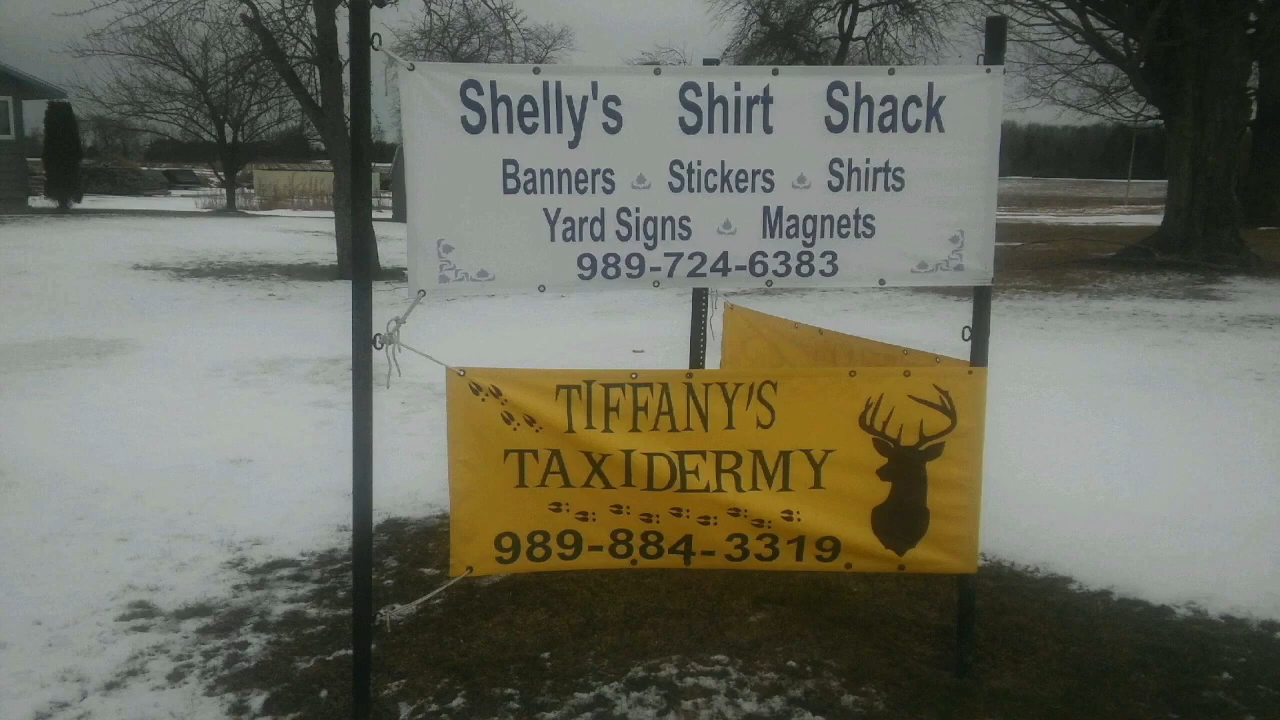 Shelly's Shirt Shack
Banners Stickers Shirts
Yard Signs Magnets
989-724-6383
TIFFANY'S
TAXIDERMY
989-884-3319